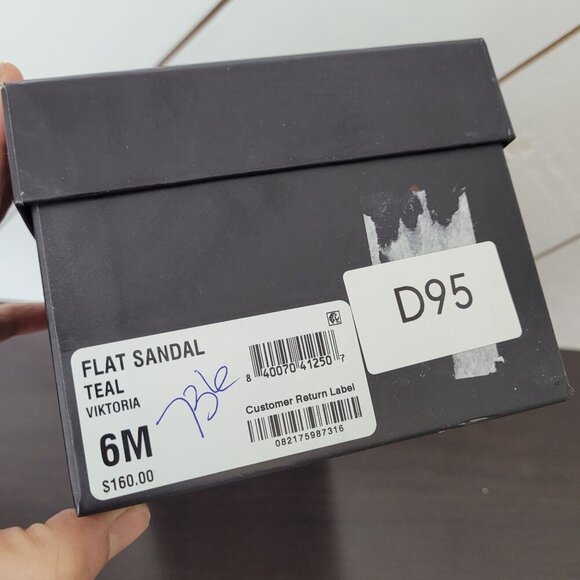 FLAT SANDAL
TEAL
VIKTORIA
6M
$160.00
8 40070 41250 7
Customer Return Label
082175987316
D95